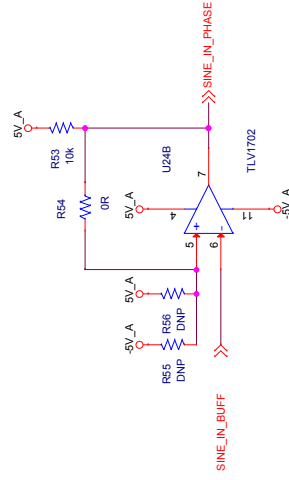 5V_A
R53
10k
SINE_IN_PHASE
R54
0R
U24B
5V_A
4
7
TLV1702
5
+
6
-
11
-5V_A
5V_A
R56
DNP
-5V_A
R55
DNP
SINE_IN_BUFF